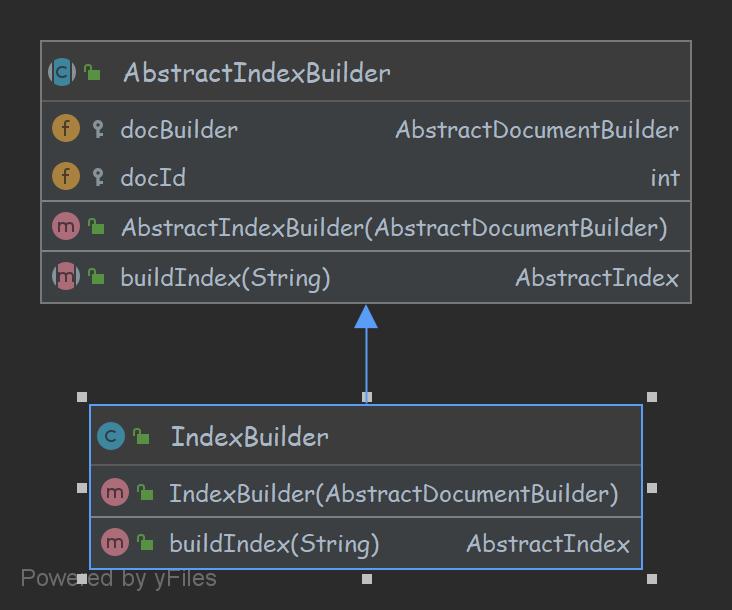 AbstractIndexBuilder
docBuilder AbstractDocumentBuilder
docId int
AbstractIndexBuilder(AbstractDocumentBuilder)
buildIndex(String) AbstractIndex
IndexBuilder
IndexBuilder(AbstractDocumentBuilder)
buildIndex(String) AbstractIndex
Powered by yFiles